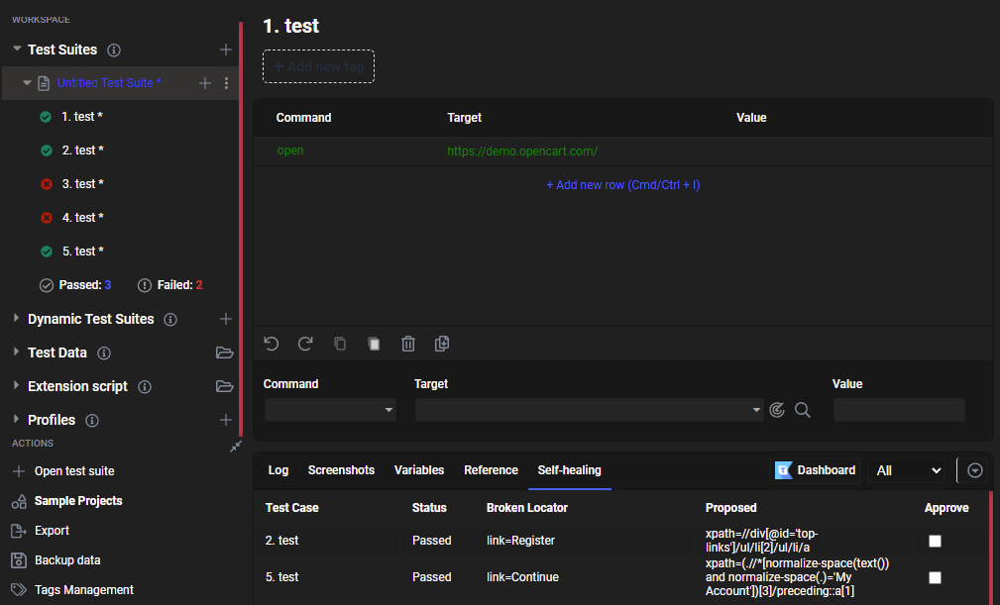 WORKSPACE
Test Suites
Untitled Test Suite *
1. test *
2. test *
3. test *
4. test *
5. test *
Passed: 3 Failed: 2
Dynamic Test Suites
Test Data
Extension script
Profiles
ACTIONS
Open test suite
Sample Projects
Export
Backup data
Tags Management
1. test
+ Add new tag
Command Target Value
open https://demo.opencart.com/
+ Add new row (Cmd/Ctrl + I)
Command Target Value
Log Screenshots Variables Reference Self-healing Dashboard All
Test Case Status Broken Locator Proposed Approve
2. test Passed link=Register xpath=//div[@id='top-
links']/ul/li[2]/ul/li/a
5. test Passed link=Continue xpath=(.//*[normalize-space(text())
and normalize-space(.)='My
Account'])[3]/preceding::a[1]